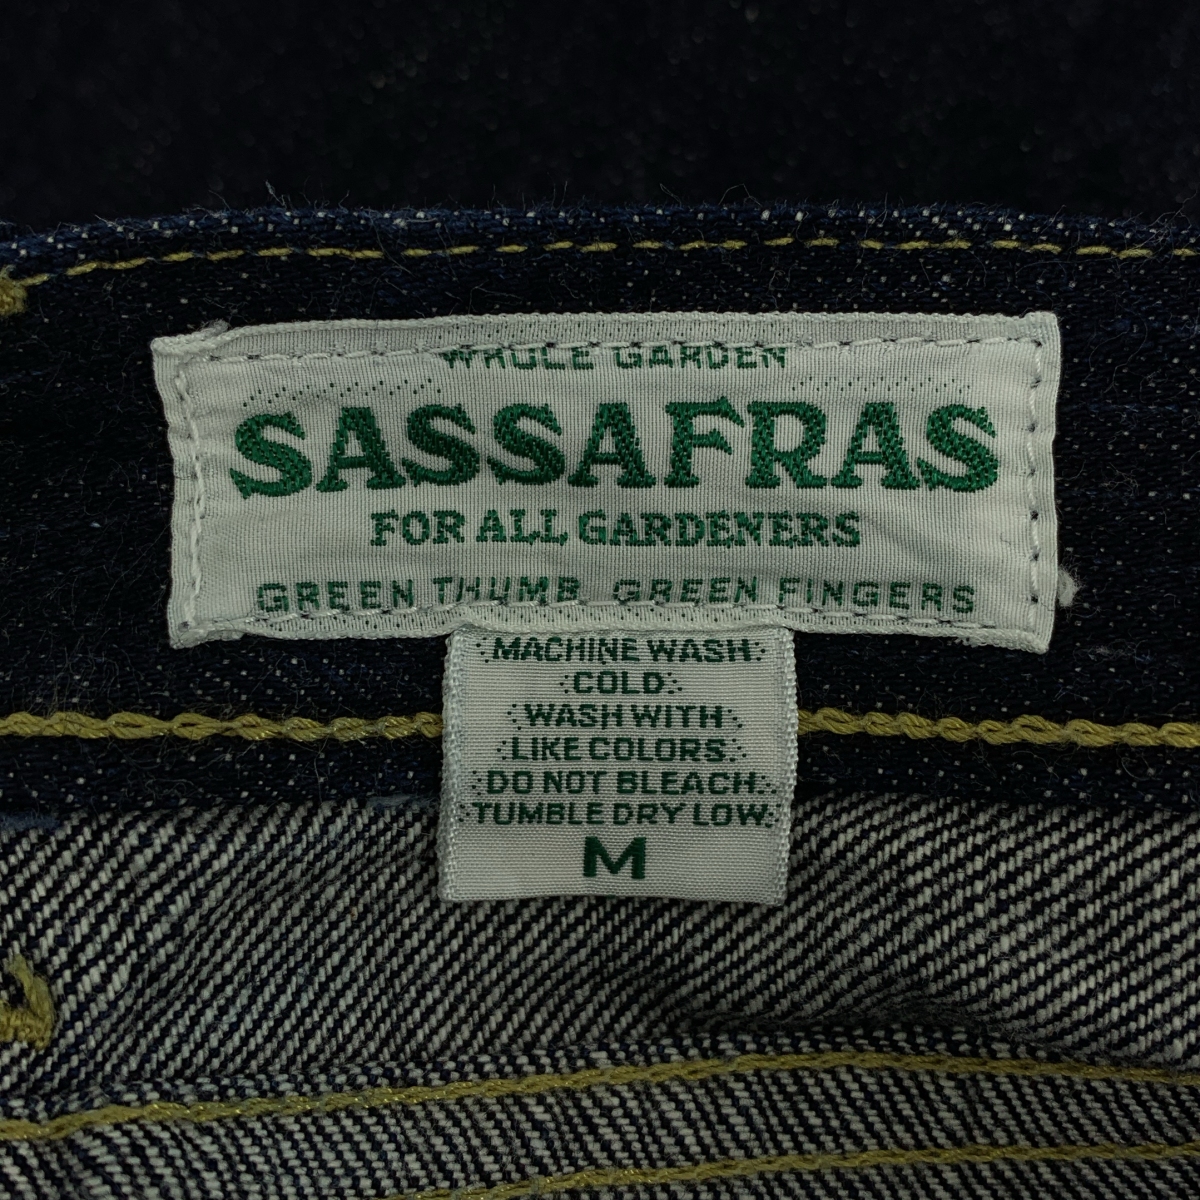 WHOLE GARDEN
SASSAFRAS
FOR ALL GARDENERS
GREEN THUMB GREEN FINGERS
MACHINE WASH
COLD
WASH WITH
LIKE COLORS
DO NOT BLEACH
TUMBLE DRY LOW
M